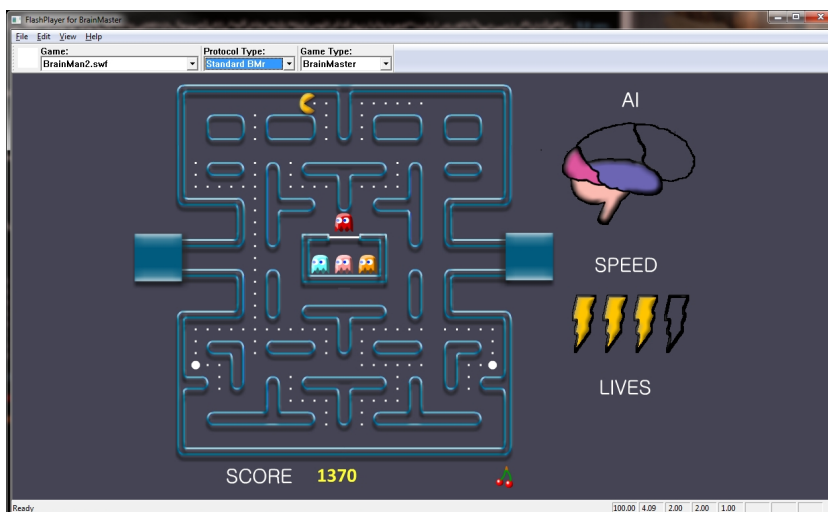 FlashPlayer for BrainMaster
File Edit View Help
Game: Protocol Type: Game Type:
BrainMan2.swf Standard BMr BrainMaster
AI
SPEED
LIVES
SCORE 1370
Ready 100.00 4.09 2.00 2.00 1.00